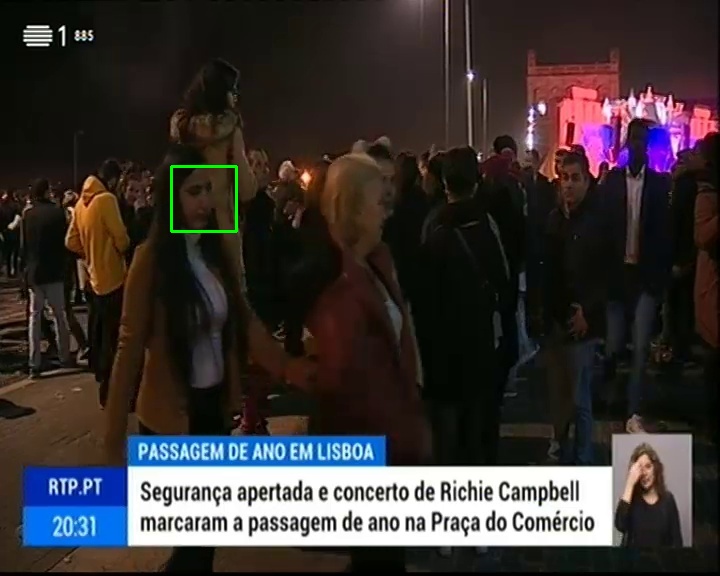 1 885
PASSAGEM DE ANO EM LISBOA
RTP.PT
20:31
Segurança apertada e concerto de Richie Campbell
marcaram a passagem de ano na Praça do Comércio